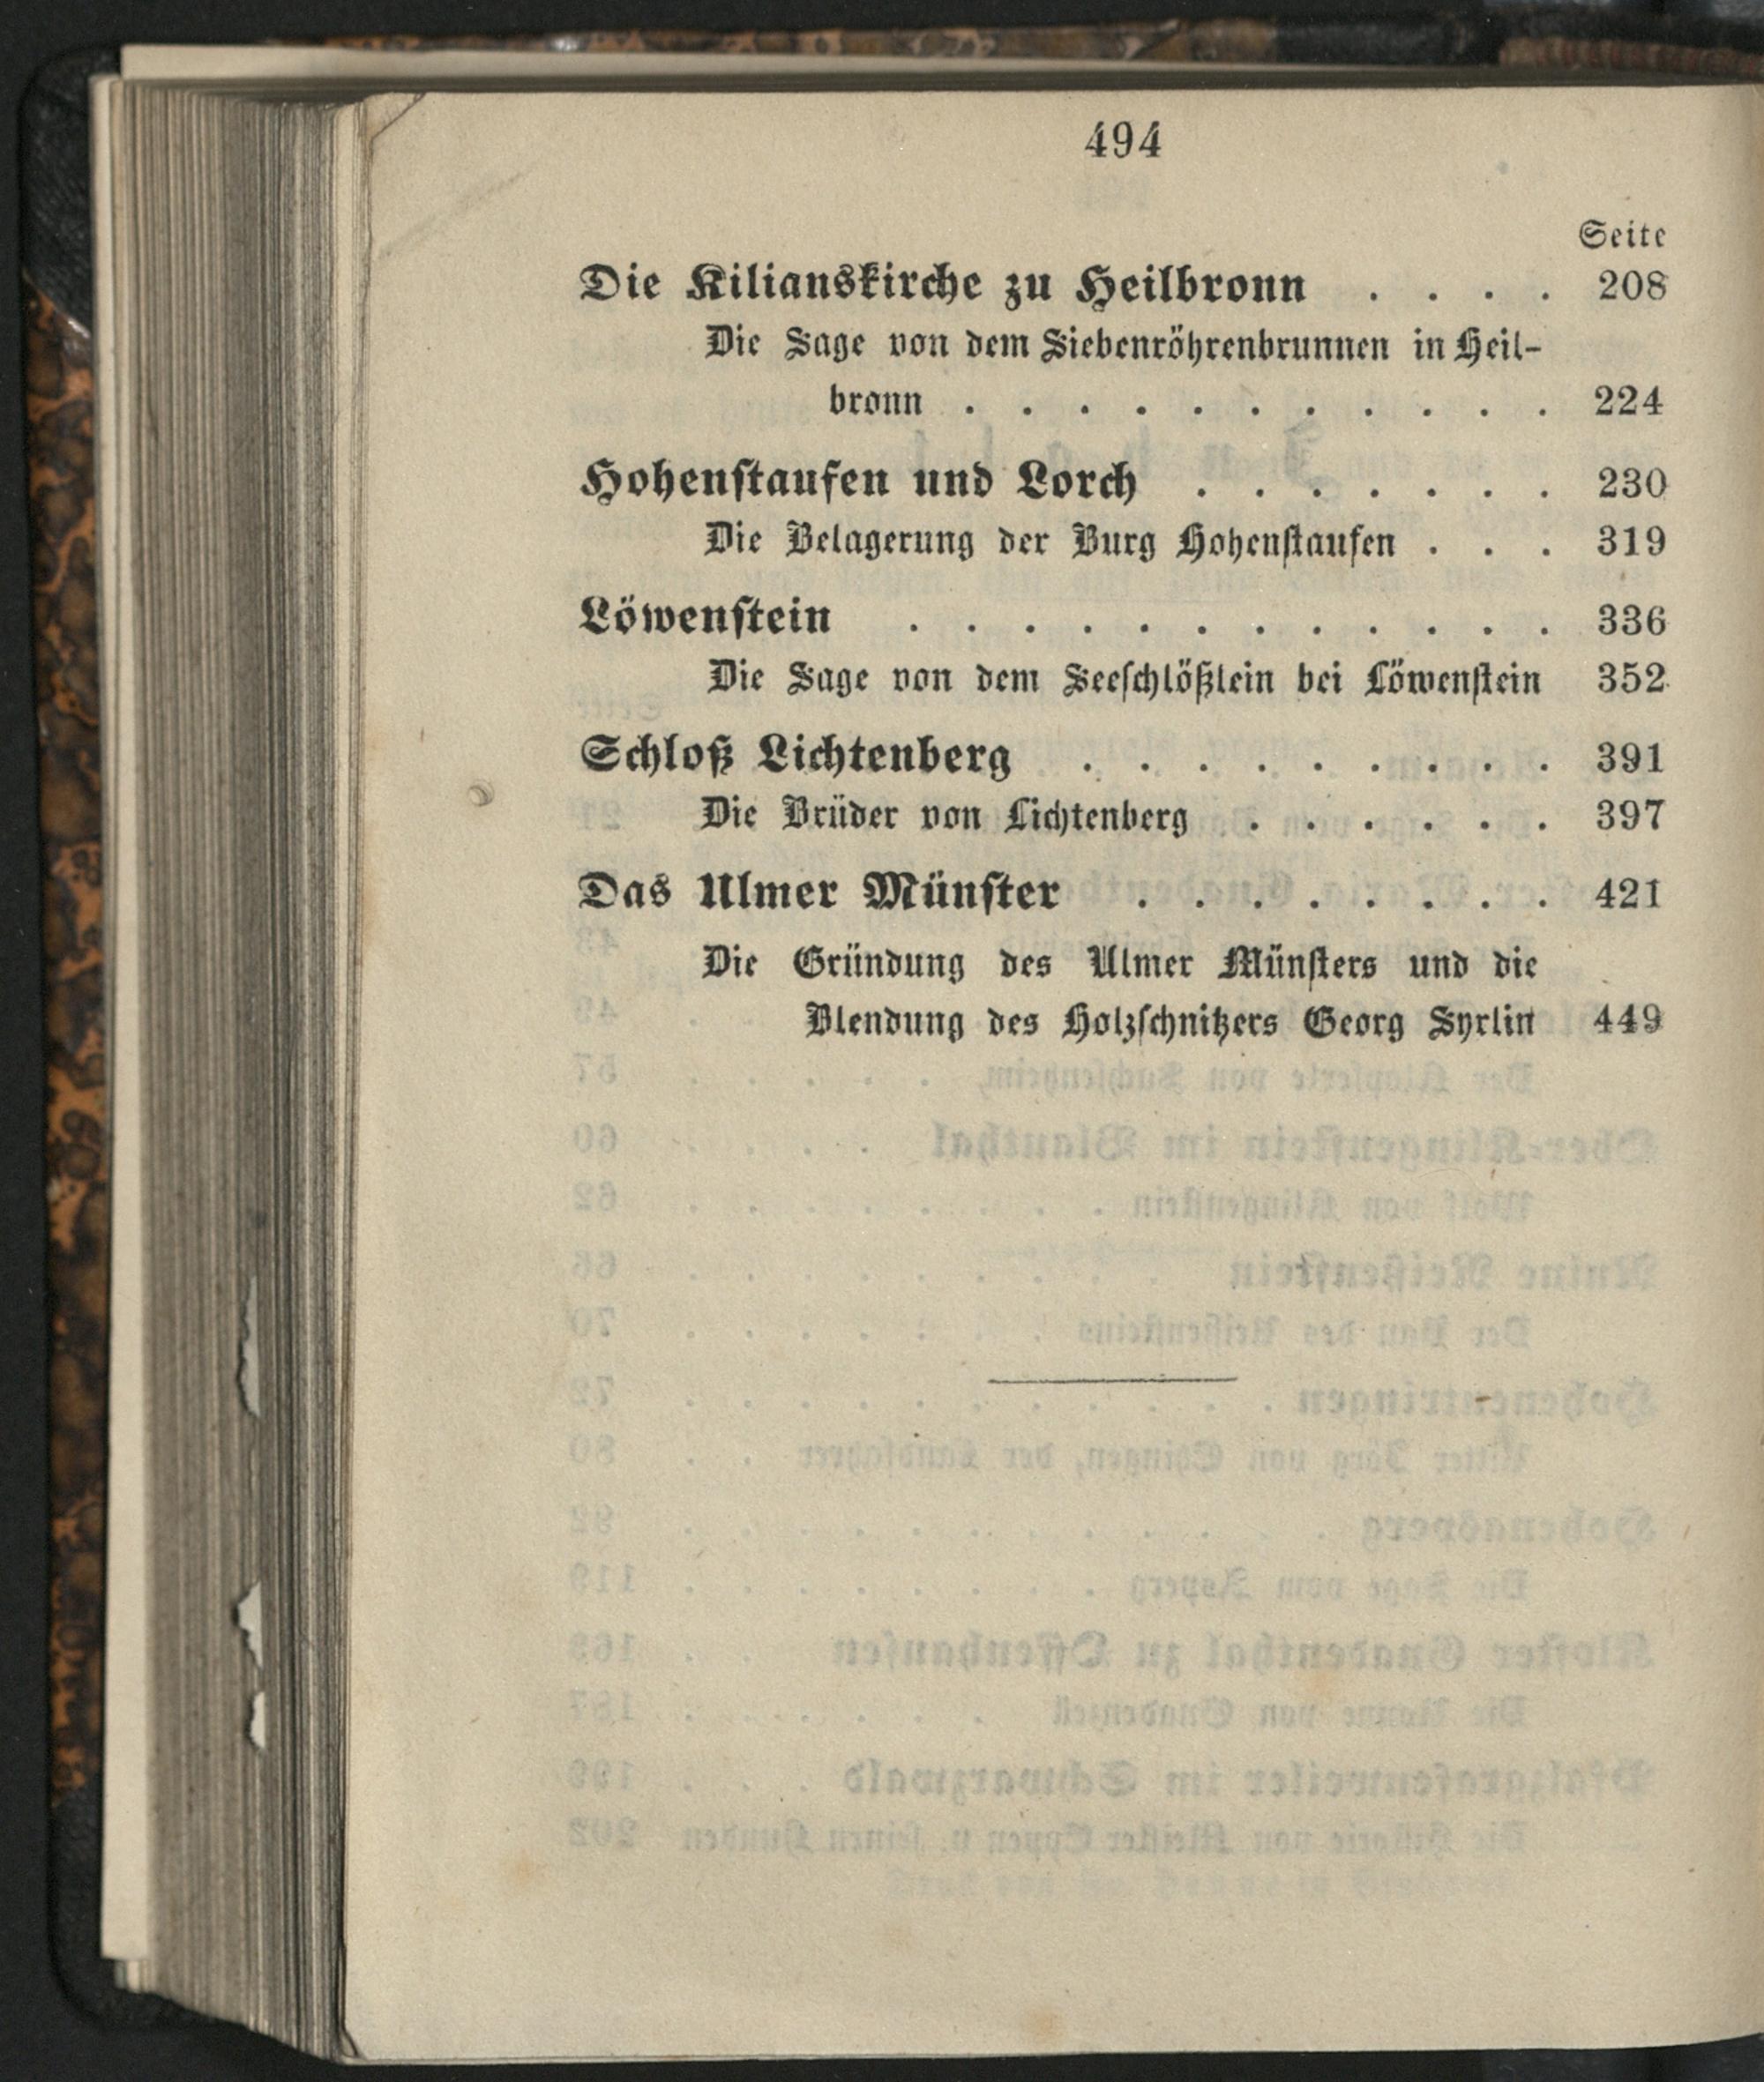 494
Seite
Die Kilianskirche zu Heilbronn . . . . 208
Die Sage von dem Siebenröhrenbrunnen in Heil-
bronn . . . . . . . . . . . 224
Hohenstaufen und Lorch . . . . . . . 230
Die Belagerung der Burg Hohenstaufen . . . 319
Löwenstein . . . . . . . . . . . . 336
Die Sage von dem Seeschlößlein bei Löwenstein 352
Schloß Lichtenberg . . . . . . . . . 391
Die Brüder von Lichtenberg . . . . . . 397
Das Ulmer Münster . . . . . . . . 421
Die Gründung des Ulmer Münsters und die
Blendung des Holzschnitzers Georg Syrlin 449